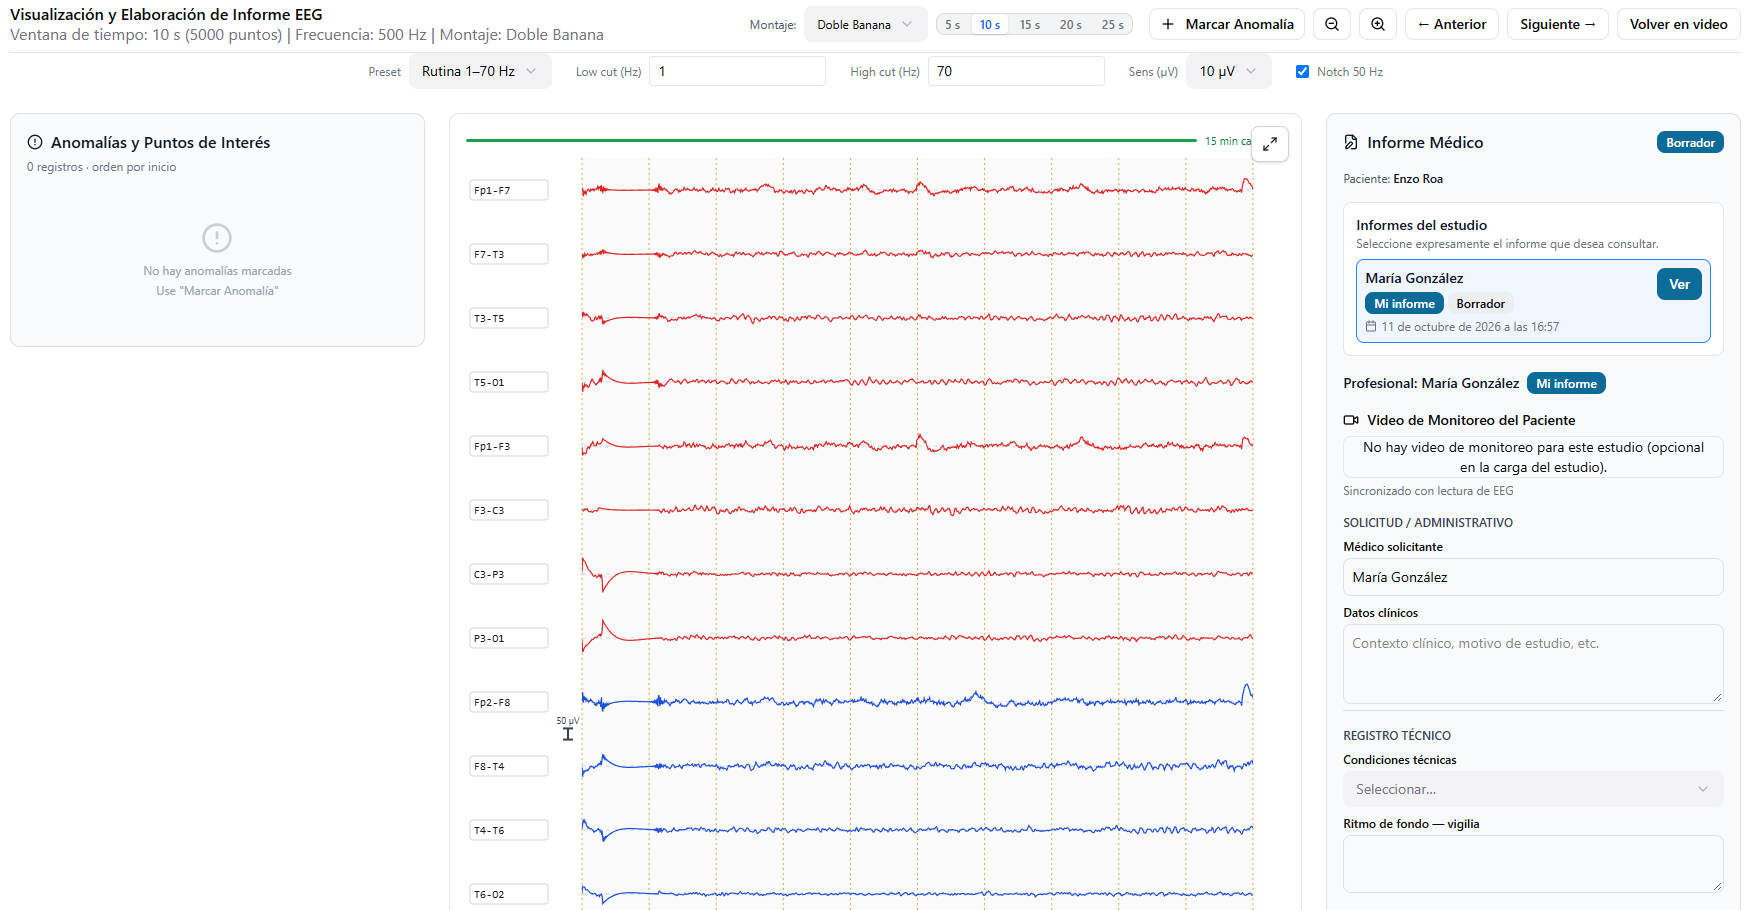 Visualización y Elaboración de Informe EEG
Ventana de tiempo: 10 s (5000 puntos) | Frecuencia: 500 Hz | Montaje: Doble Banana
Montaje: Doble Banana 5 s 10 s 15 s 20 s 25 s + Marcar Anomalía ← Anterior Siguiente → Volver en video
Preset Rutina 1–70 Hz Low cut (Hz) 1 High cut (Hz) 70 Sens (µV) 10 µV Notch 50 Hz
Anomalías y Puntos de Interés
0 registros · orden por inicio
No hay anomalías marcadas
Use "Marcar Anomalía"
15 min ca
Fp1-F7
F7-T3
T3-T5
T5-O1
Fp1-F3
F3-C3
C3-P3
P3-O1
Fp2-F8
50 µV
F8-T4
T4-T6
T6-O2
Informe Médico Borrador
Paciente: Enzo Roa
Informes del estudio
Seleccione expresamente el informe que desea consultar.
María González Ver
Mi informe Borrador
11 de octubre de 2026 a las 16:57
Profesional: María González Mi informe
Video de Monitoreo del Paciente
No hay video de monitoreo para este estudio (opcional
en la carga del estudio).
Sincronizado con lectura de EEG
SOLICITUD / ADMINISTRATIVO
Médico solicitante
María González
Datos clínicos
Contexto clínico, motivo de estudio, etc.
REGISTRO TÉCNICO
Condiciones técnicas
Seleccionar...
Ritmo de fondo — vigilia